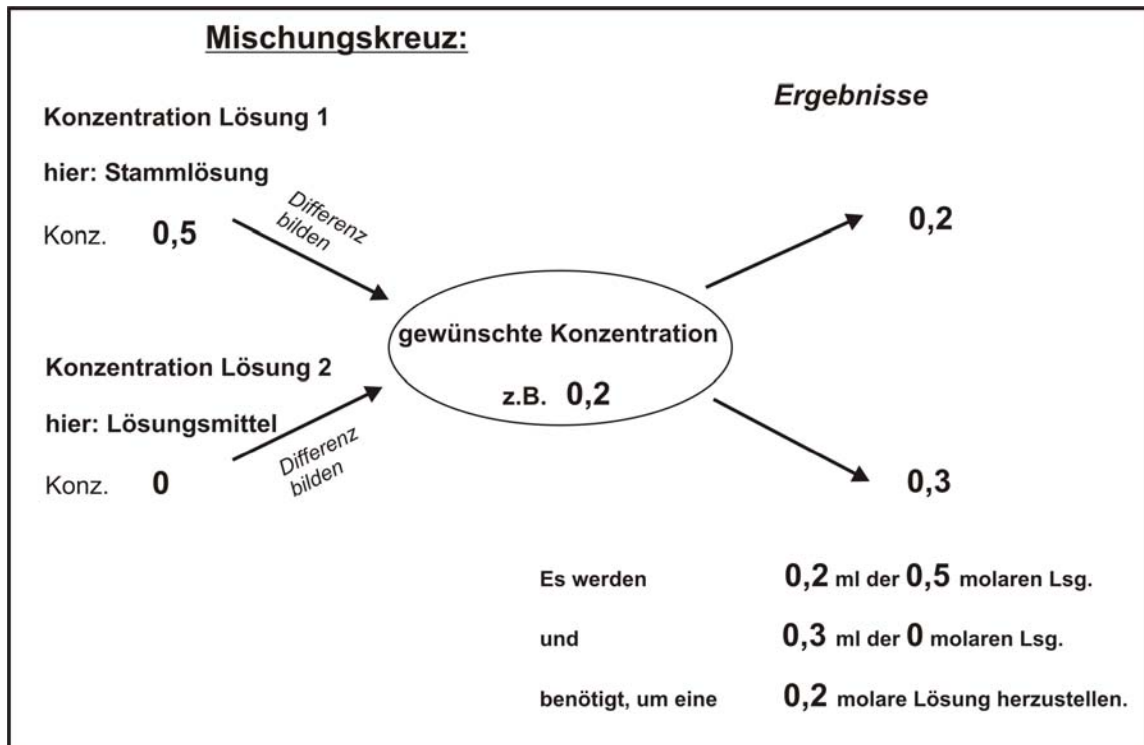 Mischungskreuz:
Ergebnisse
Konzentration Lösung 1
hier: Stammlösung
Konz. 0,5
Differenz
bilden
0,2
gewünschte Konzentration
z.B. 0,2
Konzentration Lösung 2
hier: Lösungsmittel
Konz. 0
Differenz
bilden
0,3
Es werden 0,2 ml der 0,5 molaren Lsg.
und 0,3 ml der 0 molaren Lsg.
benötigt, um eine 0,2 molare Lösung herzustellen.